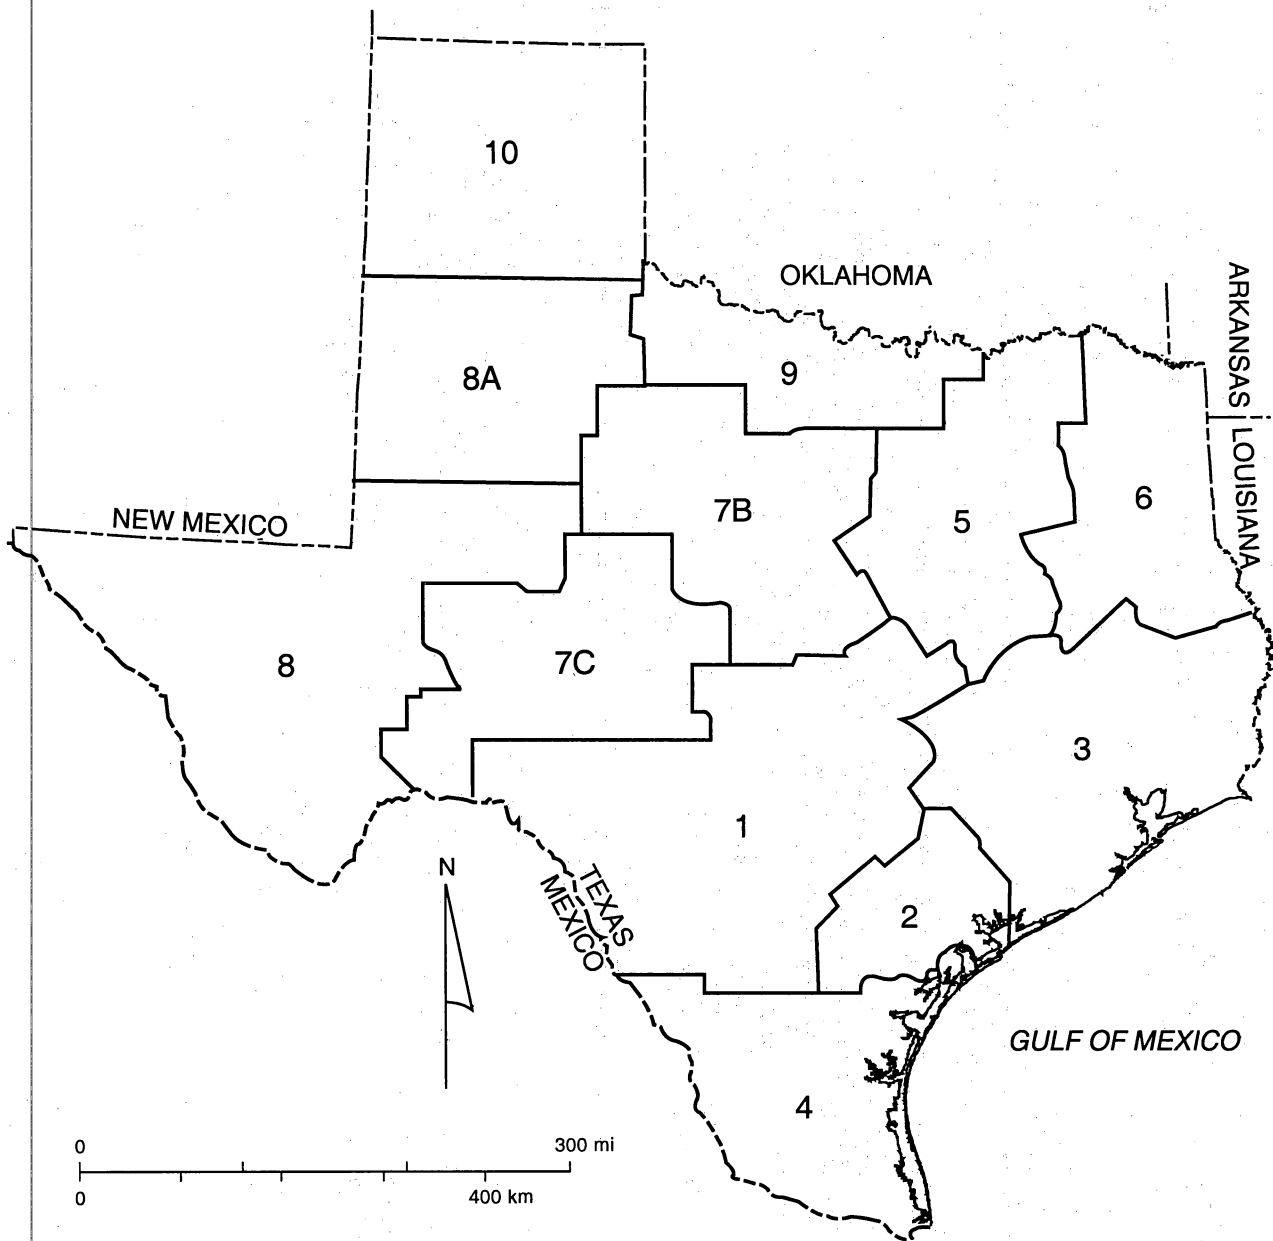 10
OKLAHOMA
ARKANSAS
8A
9
LOUISIANA
NEW MEXICO
7B
5
6
8
7C
3
1
N
TEXAS
MEXICO
2
GULF OF MEXICO
4
0
300 mi
0
400 km